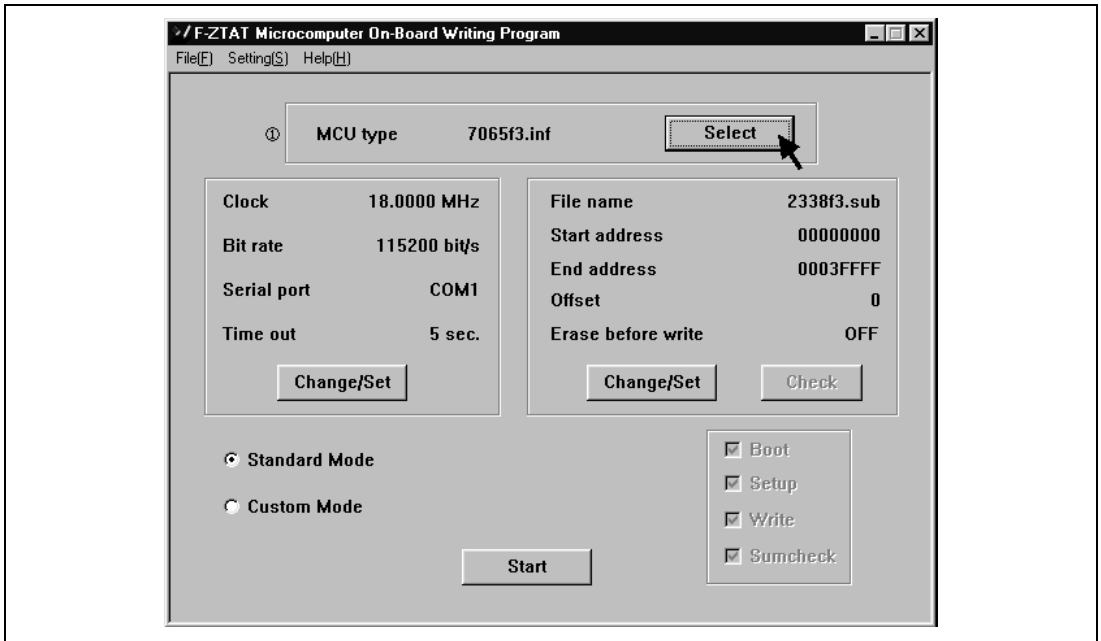 F-ZTAT Microcomputer On-Board Writing Program
File(F) Setting(S) Help(H)
① MCU type 7065f3.inf Select
Clock 18.0000 MHz
Bit rate 115200 bit/s
Serial port COM1
Time out 5 sec.
Change/Set
File name 2338f3.sub
Start address 00000000
End address 0003FFFF
Offset 0
Erase before write OFF
Change/Set Check
Standard Mode
Custom Mode
Boot
Setup
Write
Sumcheck
Start